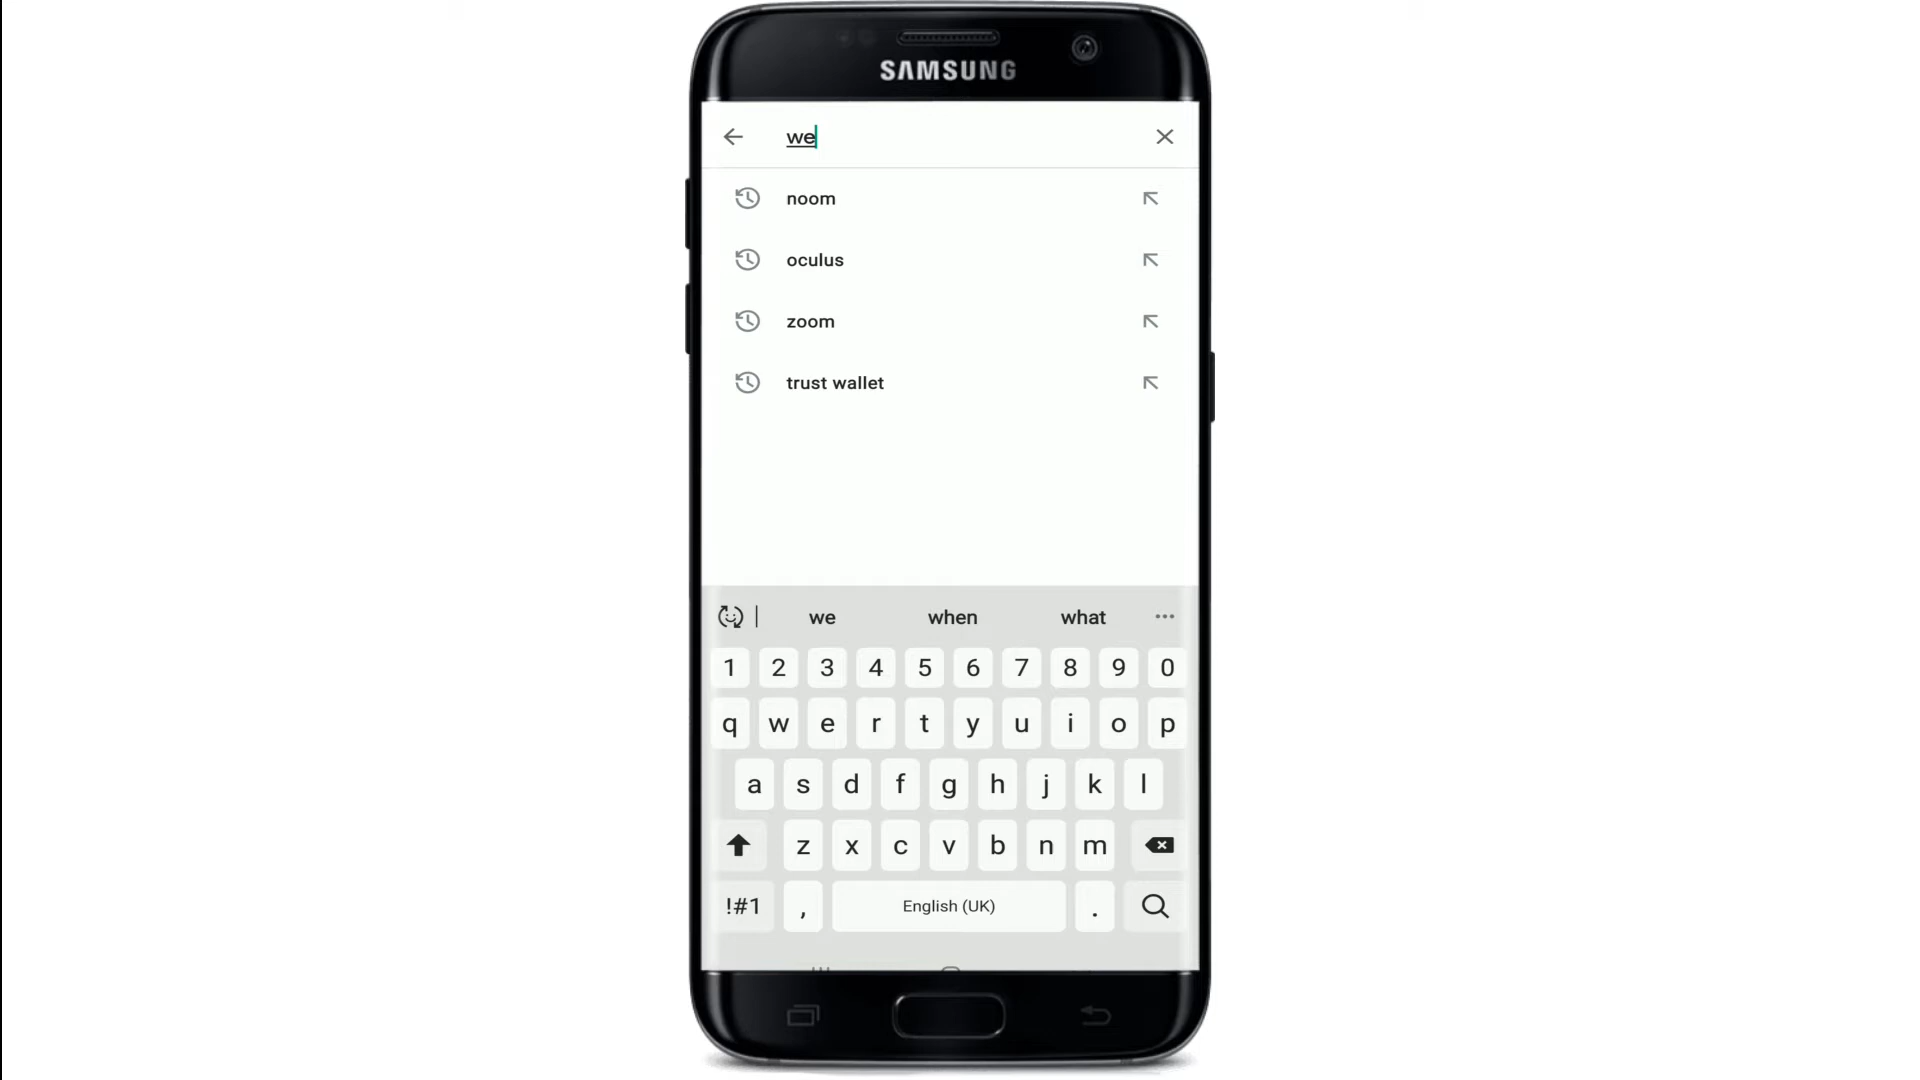 SAMSUNG
we
noom
oculus
zoom
trust wallet
we when what
1 2 3 4 5 6 7 8 9 0
q w e r t y u i o p
a s d f g h j k l
z x c v b n m
!#1 , English (UK) .